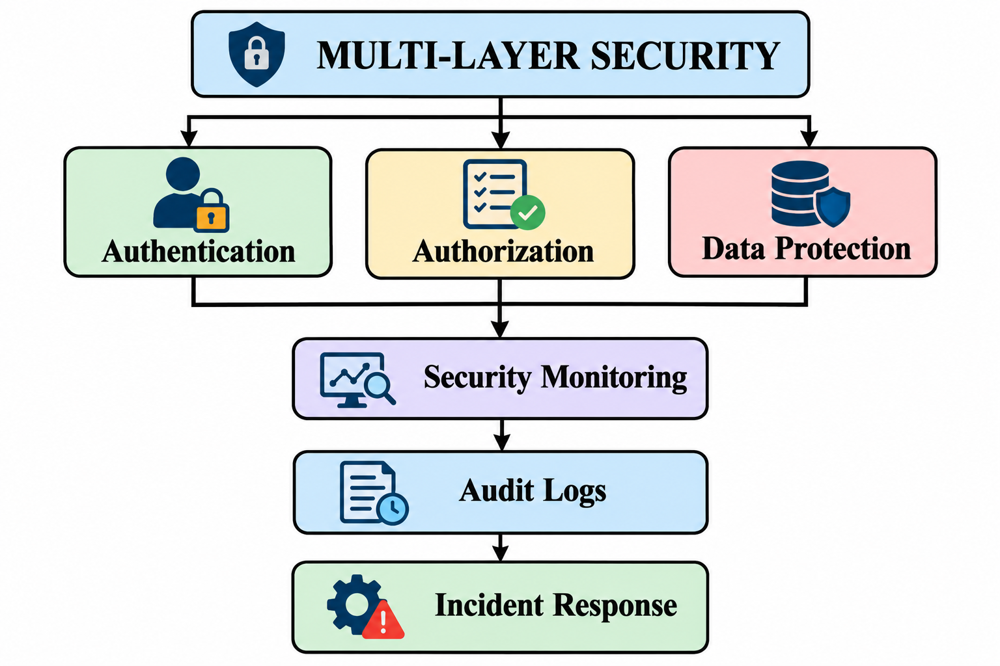 MULTI-LAYER SECURITY
Authentication
Authorization
Data Protection
Security Monitoring
Audit Logs
Incident Response